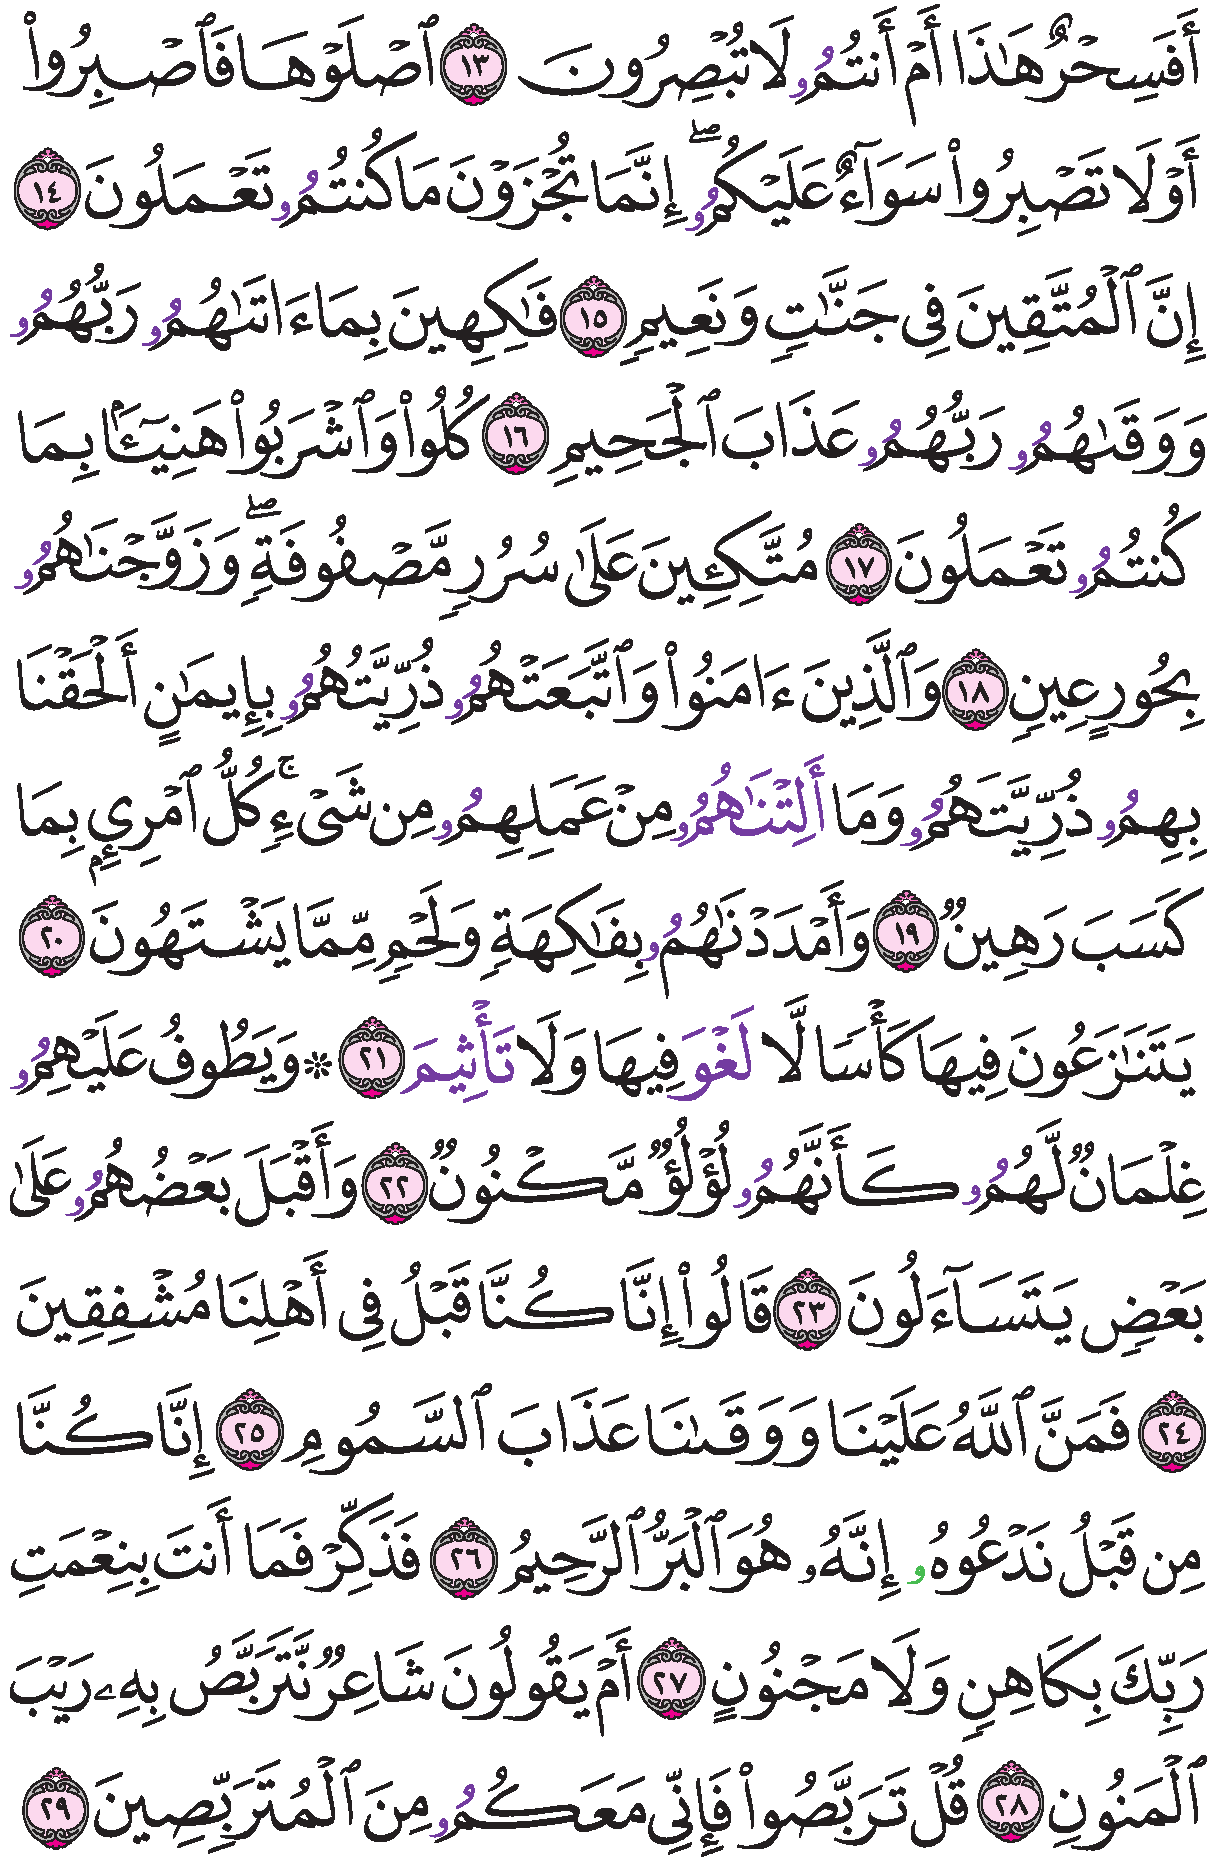 أَفَسِحْرٌ هَـٰذَا أَمْ أَنتُمُۥ لَا تُبْصِرُونَ ١٣ ٱصْلَوْهَا فَٱصْبِرُوا۟
أَوْ لَا تَصْبِرُوا۟ سَوَآءٌ عَلَيْكُمُۥ ۖ إِنَّمَا تُجْزَوْنَ مَا كُنتُمُۥ تَعْمَلُونَ ١٤
إِنَّ ٱلْمُتَّقِينَ فِى جَنَّـٰتٍ وَنَعِيمٍ ١٥ فَـٰكِهِينَ بِمَا ءَاتَىٰهُمُۥ رَبُّهُمُۥ
وَوَقَىٰهُمُۥ رَبُّهُمُۥ عَذَابَ ٱلْجَحِيمِ ١٦ كُلُوا۟ وَٱشْرَبُوا۟ هَنِيٓـَٔۢا بِمَا
كُنتُمُۥ تَعْمَلُونَ ١٧ مُتَّكِـِٔينَ عَلَىٰ سُرُرٍ مَّصْفُوفَةٍ ۖ وَزَوَّجْنَـٰهُمُۥ
بِحُورٍ عِينٍ ١٨ وَٱلَّذِينَ ءَامَنُوا۟ وَٱتَّبَعَتْهُمُۥ ذُرِّيَّتُهُمُۥ بِإِيمَـٰنٍ أَلْحَقْنَا
بِهِمُۥ ذُرِّيَّتَهُمُۥ وَمَا أَلِتْنَـٰهُمُۥ مِنْ عَمَلِهِمُۥ مِن شَىْءٍ ۚ كُلُّ ٱمْرِئٍۭ بِمَا
كَسَبَ رَهِينٌ ١٩ وَأَمْدَدْنَـٰهُمُۥ بِفَـٰكِهَةٍ وَلَحْمٍ مِّمَّا يَشْتَهُونَ ٢٠
يَتَنَـٰزَعُونَ فِيهَا كَأْسًا لَّا لَغْوَ فِيهَا وَلَا تَأْثِيمَ ٢١ ۞ وَيَطُوفُ عَلَيْهِمُۥ
غِلْمَانٌ لَّهُمُۥ كَأَنَّهُمُۥ لُؤْلُؤٌ مَّكْنُونٌ ٢٢ وَأَقْبَلَ بَعْضُهُمُۥ عَلَىٰ
بَعْضٍ يَتَسَآءَلُونَ ٢٣ قَالُوا۟ إِنَّا كُنَّا قَبْلُ فِى أَهْلِنَا مُشْفِقِينَ
٢٤ فَمَنَّ ٱللَّهُ عَلَيْنَا وَوَقَىٰنَا عَذَابَ ٱلسَّمُومِ ٢٥ إِنَّا كُنَّا
مِن قَبْلُ نَدْعُوهُۥ إِنَّهُۥ هُوَ ٱلْبَرُّ ٱلرَّحِيمُ ٢٦ فَذَكِّرْ فَمَا أَنتَ بِنِعْمَتِ
رَبِّكَ بِكَاهِنٍ وَلَا مَجْنُونٍ ٢٧ أَمْ يَقُولُونَ شَاعِرٌ نَّتَرَبَّصُ بِهِۦ رَيْبَ
ٱلْمَنُونِ ٢٨ قُلْ تَرَبَّصُوا۟ فَإِنِّى مَعَكُمُۥ مِنَ ٱلْمُتَرَبِّصِينَ ٢٩